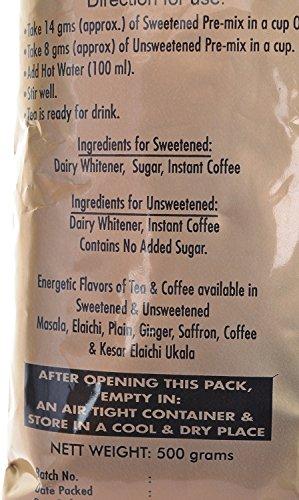 Direction for use:
•Take 14 gms (approx.) of Sweetened Pre-mix in a cup O
•Take 8 gms (approx) of Unsweetened Pre-mix in a cup.
•Add Hot Water (100 ml).
•Stir well.
•Tea is ready for drink.
Ingredients for Sweetened:
Dairy Whitener, Sugar, Instant Coffee
Ingredients for Unsweetened:
Dairy Whitener, Instant Coffee
Contains No Added Sugar.
Energetic Flavors of Tea & Coffee available in
Sweetened & Unsweetened
Masala, Elaichi, Plain, Ginger, Saffron, Coffee
& Kesar Elaichi Ukala
AFTER OPENING THIS PACK,
EMPTY IN:
AN AIR TIGHT CONTAINER &
STORE IN A COOL & DRY PLACE
NETT WEIGHT: 500 grams
Batch No :
Date Packed :